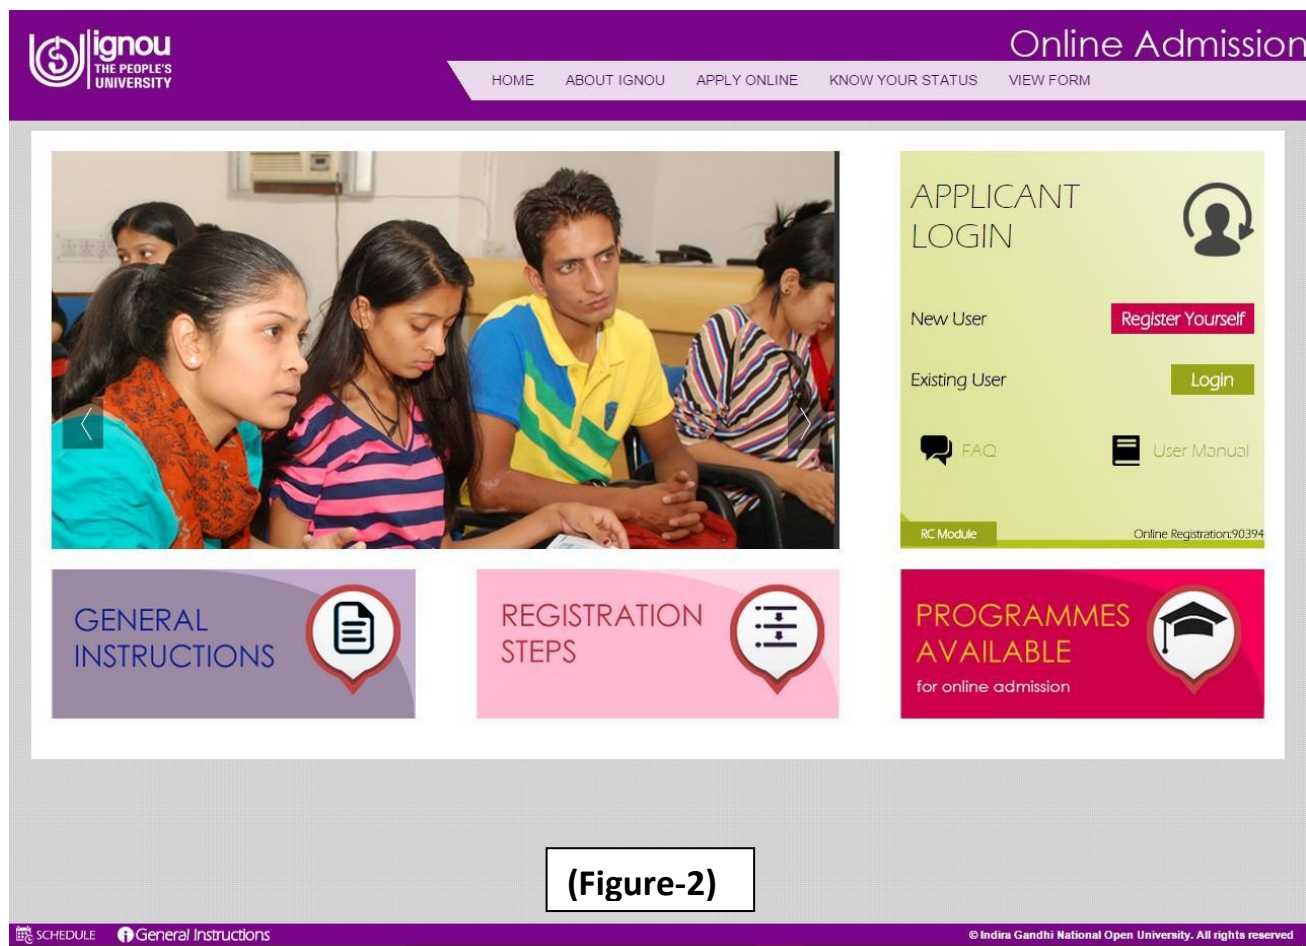 ignou
THE PEOPLE'S
UNIVERSITY
Online Admission
HOME ABOUT IGNOU APPLY ONLINE KNOW YOUR STATUS VIEW FORM
APPLICANT
LOGIN
New User Register Yourself
Existing User Login
FAQ User Manual
RC Module Online Registration:90394
GENERAL
INSTRUCTIONS
REGISTRATION
STEPS
PROGRAMMES
AVAILABLE
for online admission
(Figure-2)
SCHEDULE General Instructions © Indira Gandhi National Open University. All rights reserved